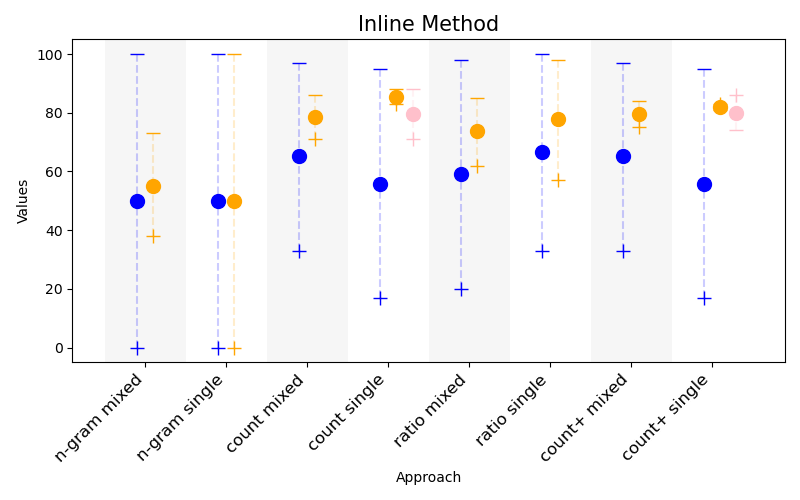 Inline Method
100
80
60
40
20
0
Values
n-gram mixed
n-gram single
count mixed
count single
ratio mixed
ratio single
count+ mixed
count+ single
Approach